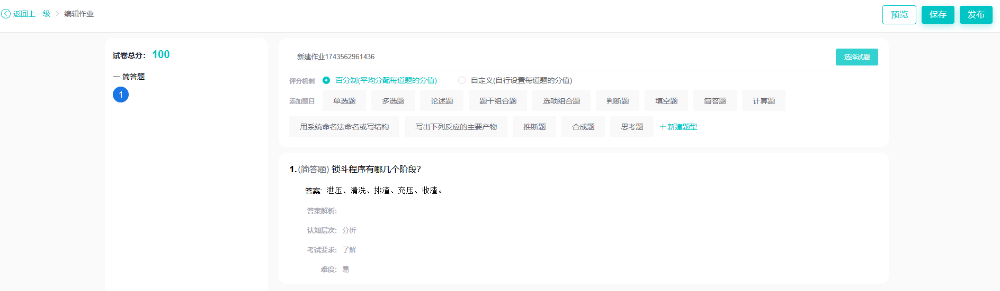 返回上一级 > 编辑作业
预览 保存 发布
试卷总分： 100
一.简答题
1
新建作业1743562961436 选择试题
评分机制 百分制(平均分配每道题的分值) 自定义(自行设置每道题的分值)
添加题目 单选题 多选题 论述题 题干组合题 选项组合题 判断题 填空题 简答题 计算题
用系统命名法命名或写结构 写出下列反应的主要产物 推断题 合成题 思考题 +新建题型
1.(简答题) 锁斗程序有哪几个阶段?
答案: 泄压、清洗、排渣、充压、收渣。
答案解析:
认知层次: 分析
考试要求: 了解
难度: 易